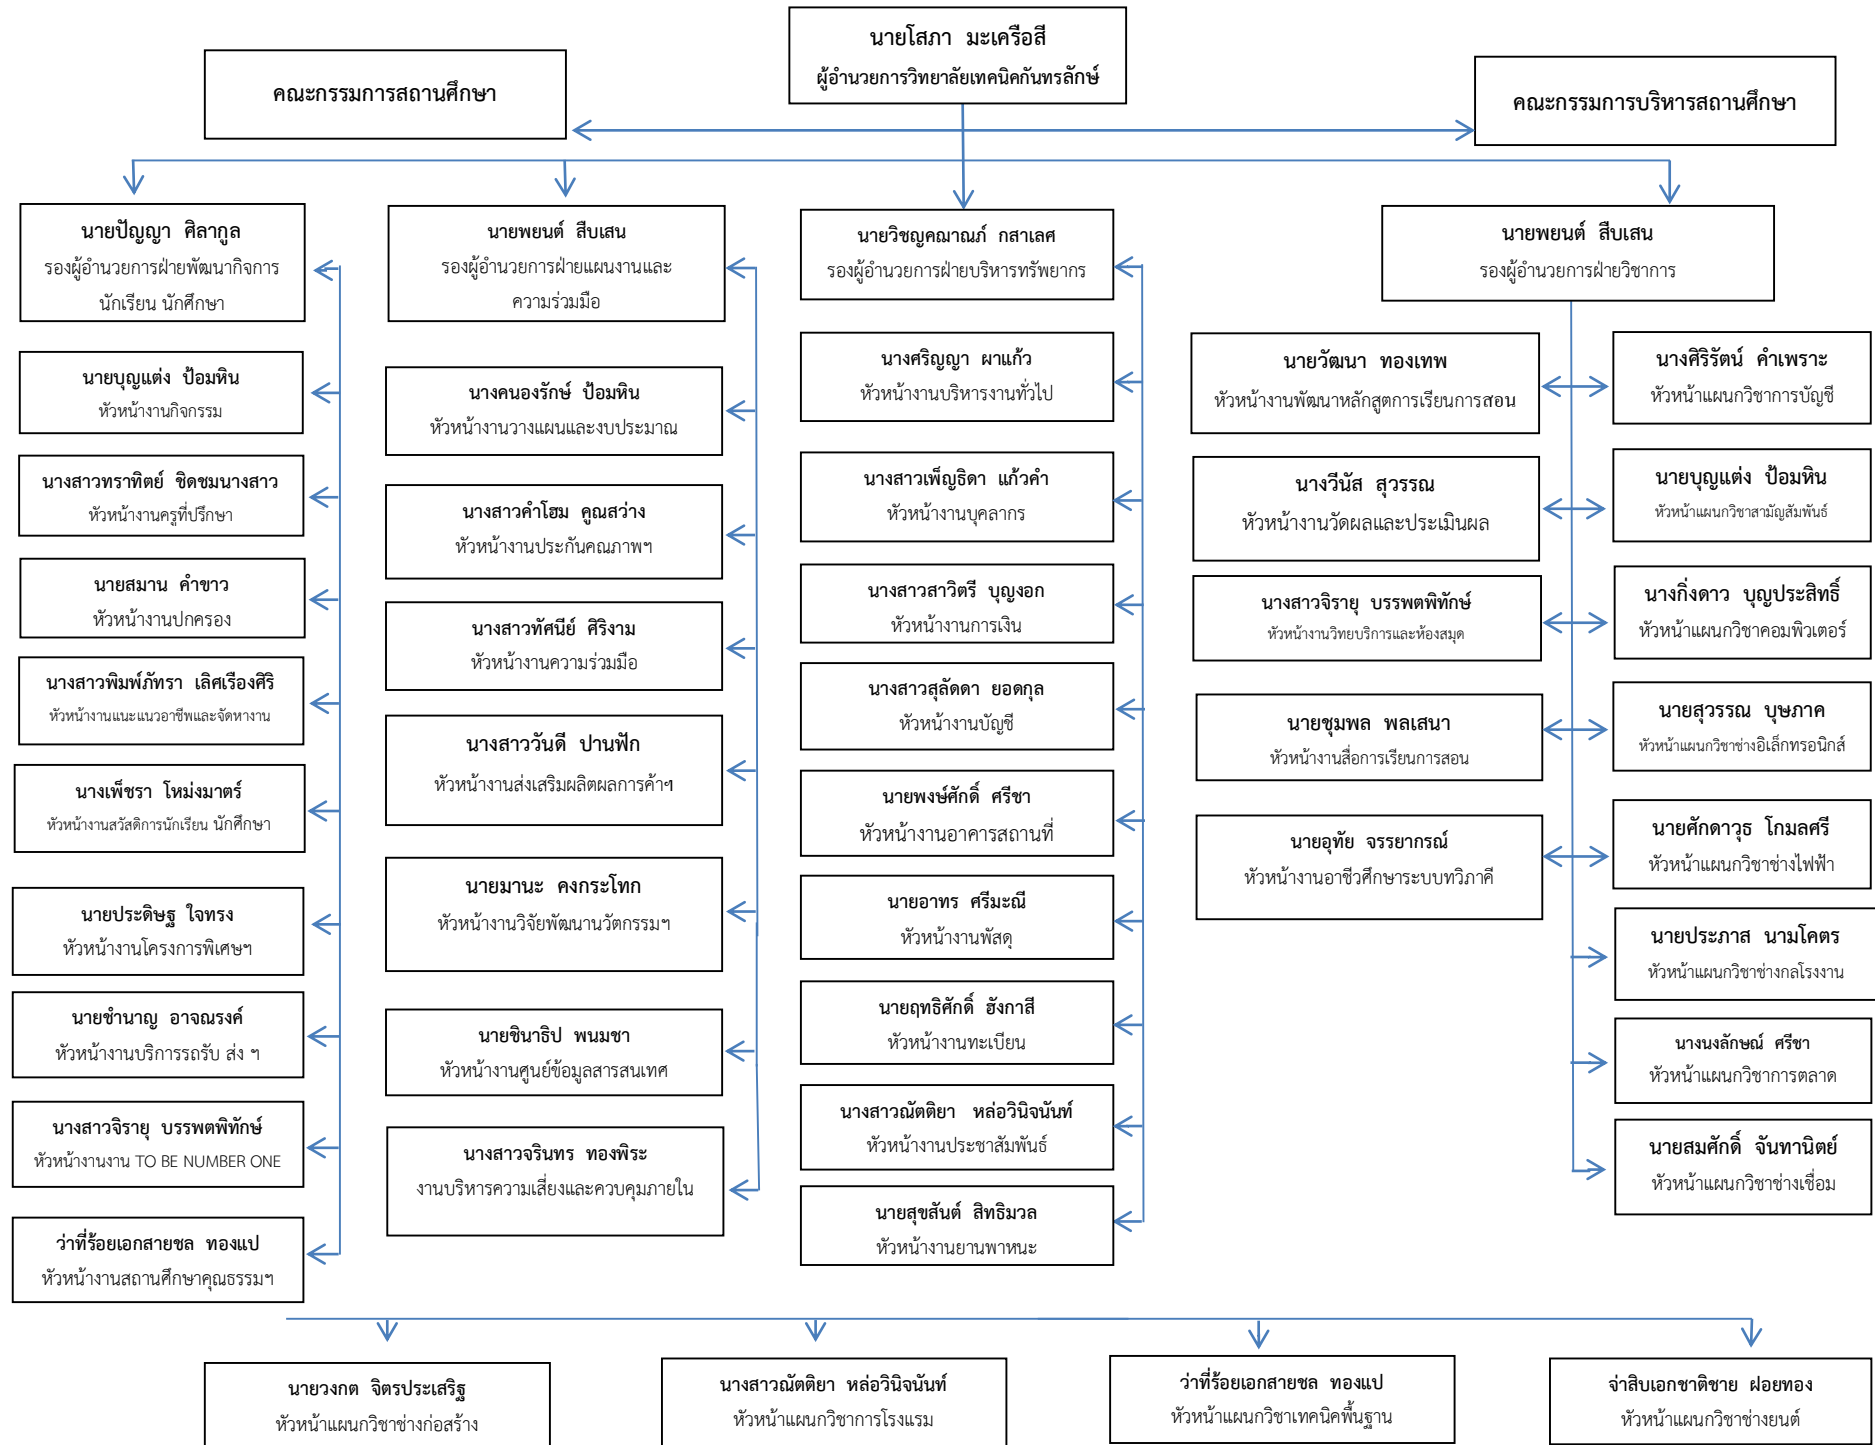 นายโสภา มะเครือสี
ผู้อำนวยการวิทยาลัยเทคนิคกันทรลักษ์
คณะกรรมการสถานศึกษา
คณะกรรมการบริหารสถานศึกษา
นายปัญญา ศิลากูล
รองผู้อำนวยการฝ่ายพัฒนากิจการ
นักเรียน นักศึกษา
นายบุญแต่ง ป้อมหิน
หัวหน้างานกิจกรรม
นางสาวทราทิตย์ ชิดชมนางสาว
หัวหน้างานครูที่ปรึกษา
นายสมาน คำขาว
หัวหน้างานปกครอง
นางสาวพิมพ์ภัทรา เลิศเรืองศิริ
หัวหน้างานแนะแนวอาชีพและจัดหางาน
นางเพ็ชรา โหม่งมาตร์
หัวหน้างานสวัสดิการนักเรียน นักศึกษา
นายประดิษฐ ใจทรง
หัวหน้างานโครงการพิเศษฯ
นายชำนาญ อาจณรงค์
หัวหน้างานบริการรถรับ ส่ง ฯ
นางสาวจิรายุ บรรพตพิทักษ์
หัวหน้างานงาน TO BE NUMBER ONE
ว่าที่ร้อยเอกสายชล ทองแป
หัวหน้างานสถานศึกษาคุณธรรมฯ
นายพยนต์ สืบเสน
รองผู้อำนวยการฝ่ายแผนงานและ
ความร่วมมือ
นางคนองรักษ์ ป้อมหิน
หัวหน้างานวางแผนและงบประมาณ
นางสาวคำโฮม คูณสว่าง
หัวหน้างานประกันคณภาพฯ
นางสาวทัศนีย์ ศิริงาม
หัวหน้างานความร่วมมือ
นางสาววันดี ปานฟัก
หัวหน้างานส่งเสริมผลิตผลการค้าฯ
นายมานะ คงกระโทก
หัวหน้างานวิจัยพัฒนานวัตกรรมฯ
นายชินาธิป พนมชา
หัวหน้างานศูนย์ข้อมูลสารสนเทศ
นางสาวจรินทร ทองพิระ
งานบริหารความเสี่ยงและควบคุมภายใน
นายวิชญคณาณภ์ กสาเลศ
รองผู้อำนวยการฝ่ายบริหารทรัพยากร
นางศริญญา ผาแก้ว
หัวหน้างานบริหารงานทั่วไป
นางสาวเพ็ญธิดา แก้วคำ
หัวหน้างานบุคลากร
นางสาวสาวิตรี บุญงอก
หัวหน้างานการเงิน
นางสาวสุลัดดา ยอดกุล
หัวหน้างานบัญชี
นายพงษ์ศักดิ์ ศรีชา
หัวหน้างานอาคารสถานที่
นายอาทร ศรีมะณี
หัวหน้างานพัสดุ
นายฤทธิศักดิ์ ฮังกาสี
หัวหน้างานทะเบียน
นางสาวณัตติยา หล่อวินิจนันท์
หัวหน้างานประชาสัมพันธ์
นายสุขสันต์ สิทธิมวล
หัวหน้างานยานพาหนะ
นายพยนต์ สืบเสน
รองผู้อำนวยการฝ่ายวิชาการ
นายวัฒนา ทองเทพ
หัวหน้างานพัฒนาหลักสูตการเรียนการสอน
นางวีนัส สุวรรณ
หัวหน้างานวัดผลและประเมินผล
นางสาวจิรายุ บรรพตพิทักษ์
หัวหน้างานวิทยบริการและห้องสมุด
นายชุมพล พลเสนา
หัวหน้างานสื่อการเรียนการสอน
นายอุทัย จรรยากรณ์
หัวหน้างานอาชีวศึกษาระบบทวิภาคี
นางศิริรัตน์ คำเพราะ
หัวหน้าแผนกวิชาการบัญชี
นายบุญแต่ง ป้อมหิน
หัวหน้าแผนกวิชาสามัญสัมพันธ์
นางกิ่งดาว บุญประสิทธิ์
หัวหน้าแผนกวิชาคอมพิวเตอร์
นายสุวรรณ บุษภาค
หัวหน้าแผนกวิชาช่างอิเล็กทรอนิกส์
นายศักดาวุธ โกมลศรี
หัวหน้าแผนกวิชาช่างไฟฟ้า
นายประภาส นามโคตร
หัวหน้าแผนกวิชาช่างกลโรงงาน
นางนงลักษณ์ ศรีชา
หัวหน้าแผนกวิชาการตลาด
นายสมศักดิ์ จันทานิตย์
หัวหน้าแผนกวิชาช่างเชื่อม
นายวงกต จิตรประเสริฐ
หัวหน้าแผนกวิชาช่างก่อสร้าง
นางสาวณัตติยา หล่อวินิจนันท์
หัวหน้าแผนกวิชาการโรงแรม
ว่าที่ร้อยเอกสายชล ทองแป
หัวหน้าแผนกวิชาเทคนิคพื้นฐาน
จ่าสิบเอกชาติชาย ฝอยทอง
หัวหน้าแผนกวิชาช่างยนต์